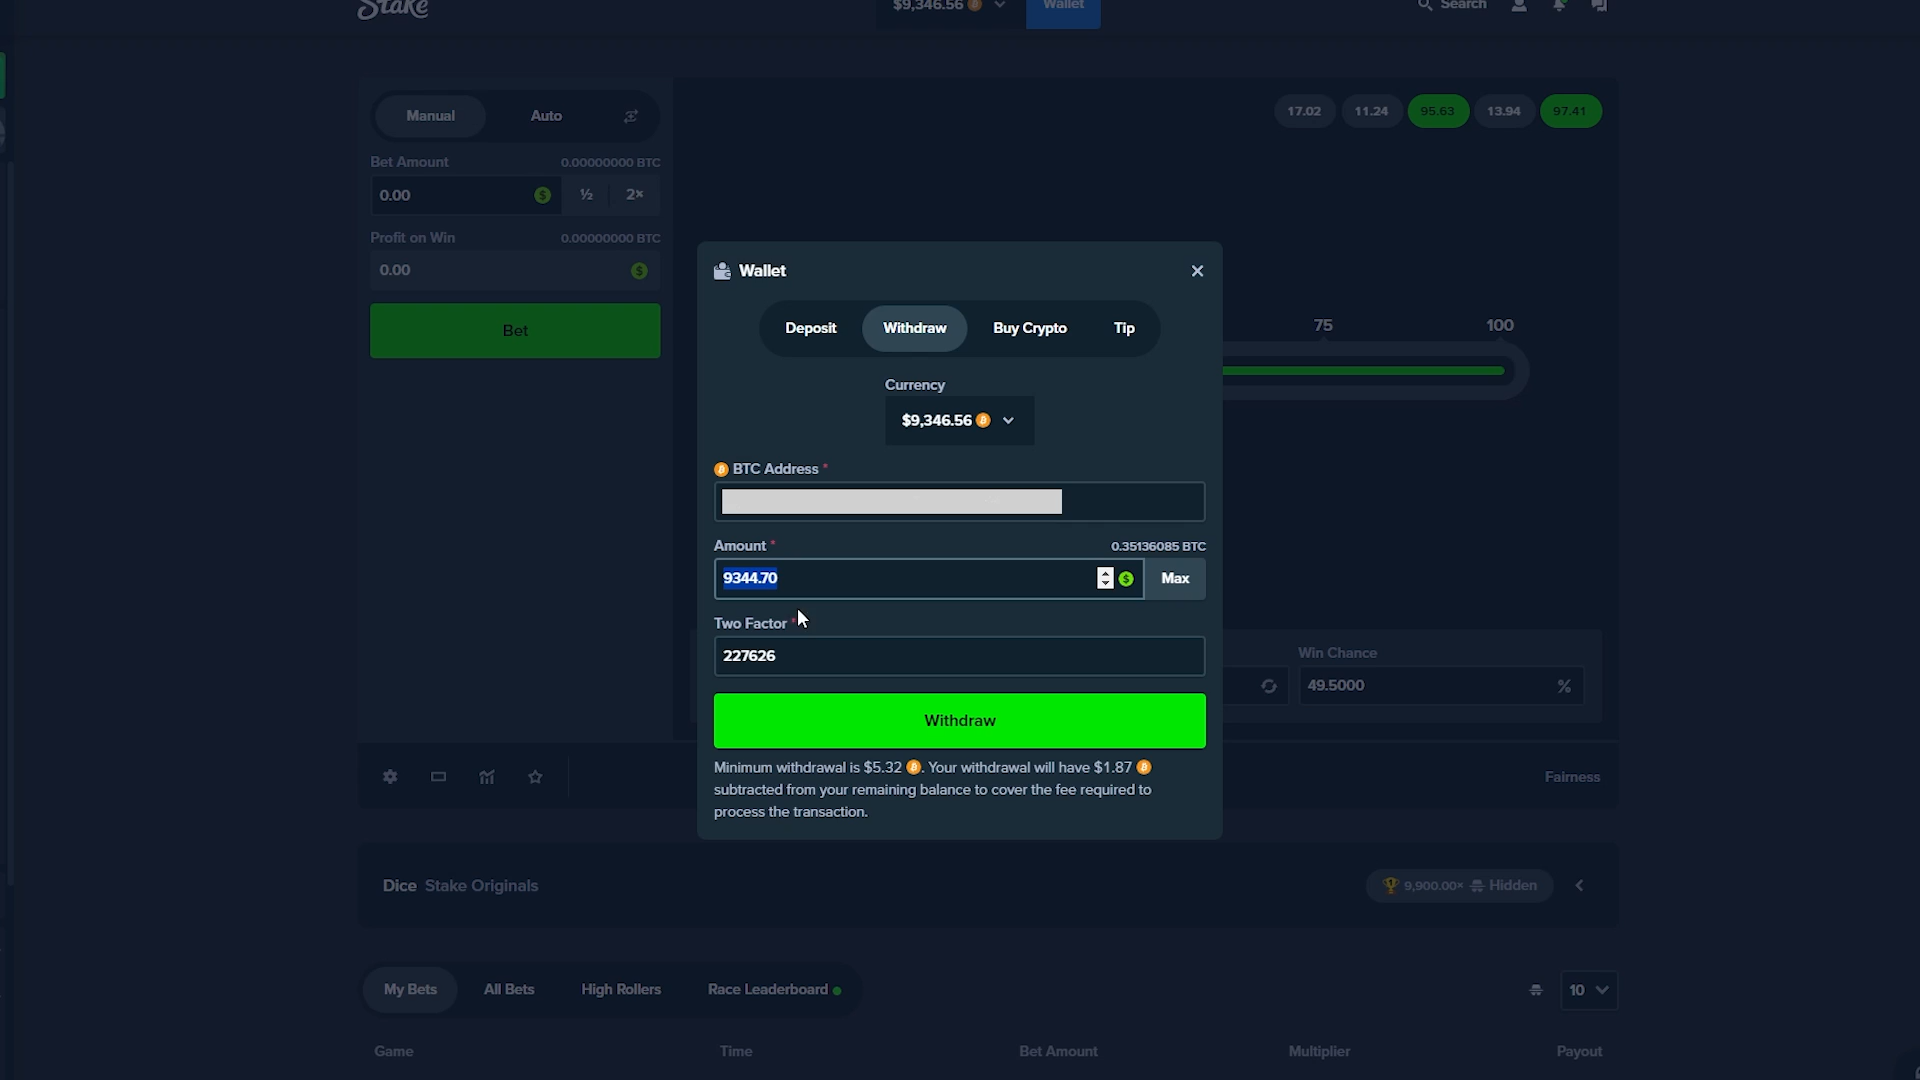 Stake
$9,346.56
Wallet
Search
Manual
Auto
17.02
11.24
95.63
13.94
97.41
Bet Amount
0.00000000 BTC
0.00
½
2×
Profit on Win
0.00000000 BTC
0.00
Bet
Wallet
Deposit
Withdraw
Buy Crypto
Tip
75
100
Currency
$9,346.56
BTC Address *
Amount *
0.35136085 BTC
9344.70
Max
Two Factor *
227626
Win Chance
49.5000
%
Withdraw
Minimum withdrawal is $5.32 . Your withdrawal will have $1.87
subtracted from your remaining balance to cover the fee required to
process the transaction.
Fairness
Dice Stake Originals
9,900.00× Hidden
My Bets
All Bets
High Rollers
Race Leaderboard
10
Game
Time
Bet Amount
Multiplier
Payout